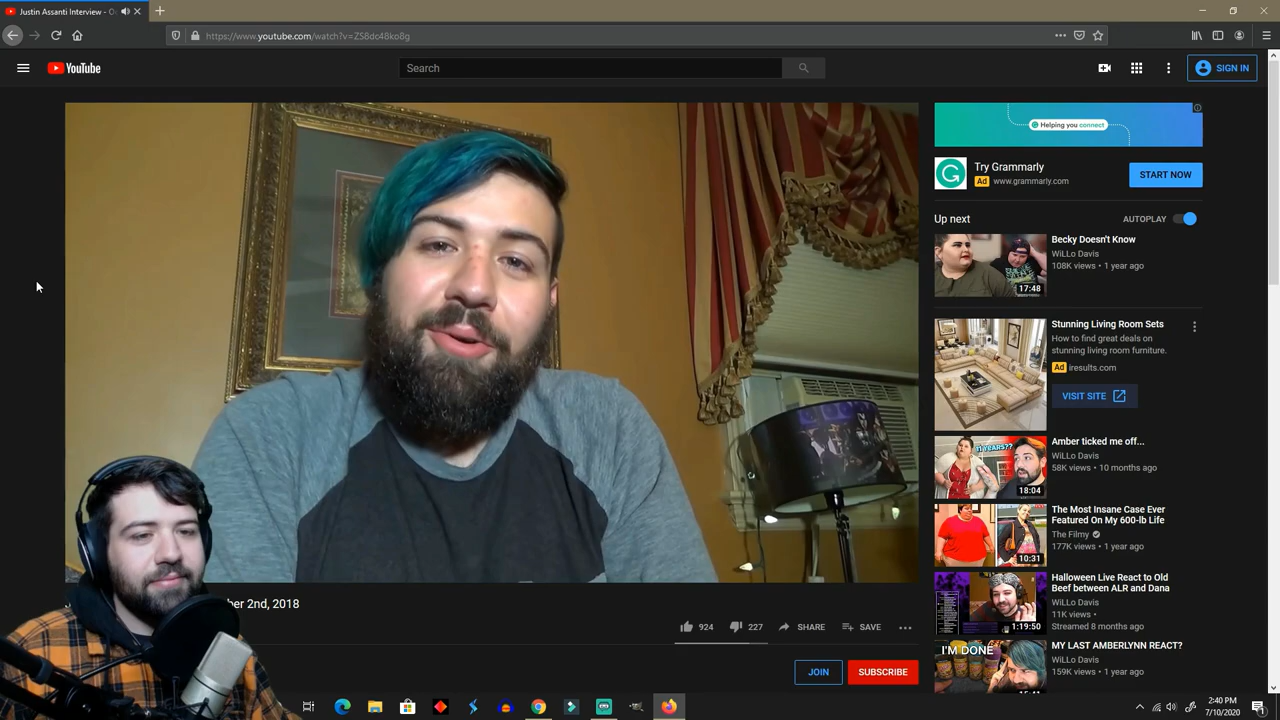 Justin Assanti Interview - O
https://www.youtube.com/watch?v=ZS8dc48ko8g
YouTube
Search
SIGN IN
Helping you connect
Try Grammarly
Ad www.grammarly.com
START NOW
Up next
AUTOPLAY
Becky Doesn't Know
WiLLo Davis
108K views • 1 year ago
17:48
Stunning Living Room Sets
How to find great deals on
stunning living room furniture.
Ad iresults.com
VISIT SITE
Amber ticked me off...
WiLLo Davis
58K views • 10 months ago
11 YEARS??
18:04
The Most Insane Case Ever
Featured On My 600-lb Life
The Filmy
177K views • 1 year ago
10:31
Halloween Live React to Old
Beef between ALR and Dana
WiLLo Davis
11K views •
Streamed 8 months ago
1:19:50
MY LAST AMBERLYNN REACT?
WiLLo Davis
159K views • 1 year ago
I'M DONE
ber 2nd, 2018
924
227
SHARE
SAVE
JOIN
SUBSCRIBE
2:40 PM
7/10/2020